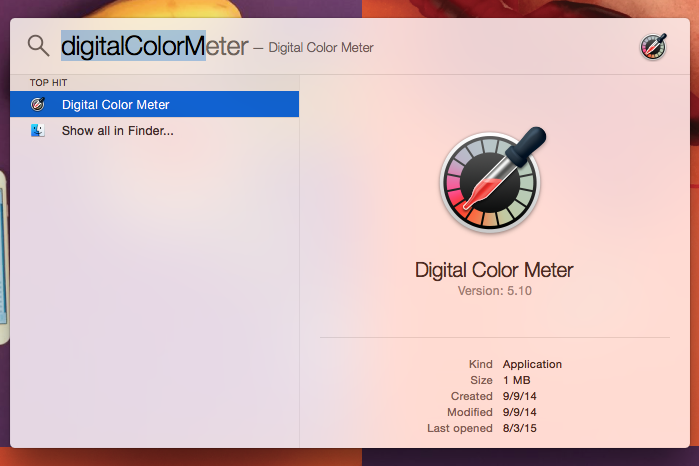 digitalColorMeter — Digital Color Meter
TOP HIT
Digital Color Meter
Show all in Finder...
Digital Color Meter
Version: 5.10
Kind Application
Size 1 MB
Created 9/9/14
Modified 9/9/14
Last opened 8/3/15